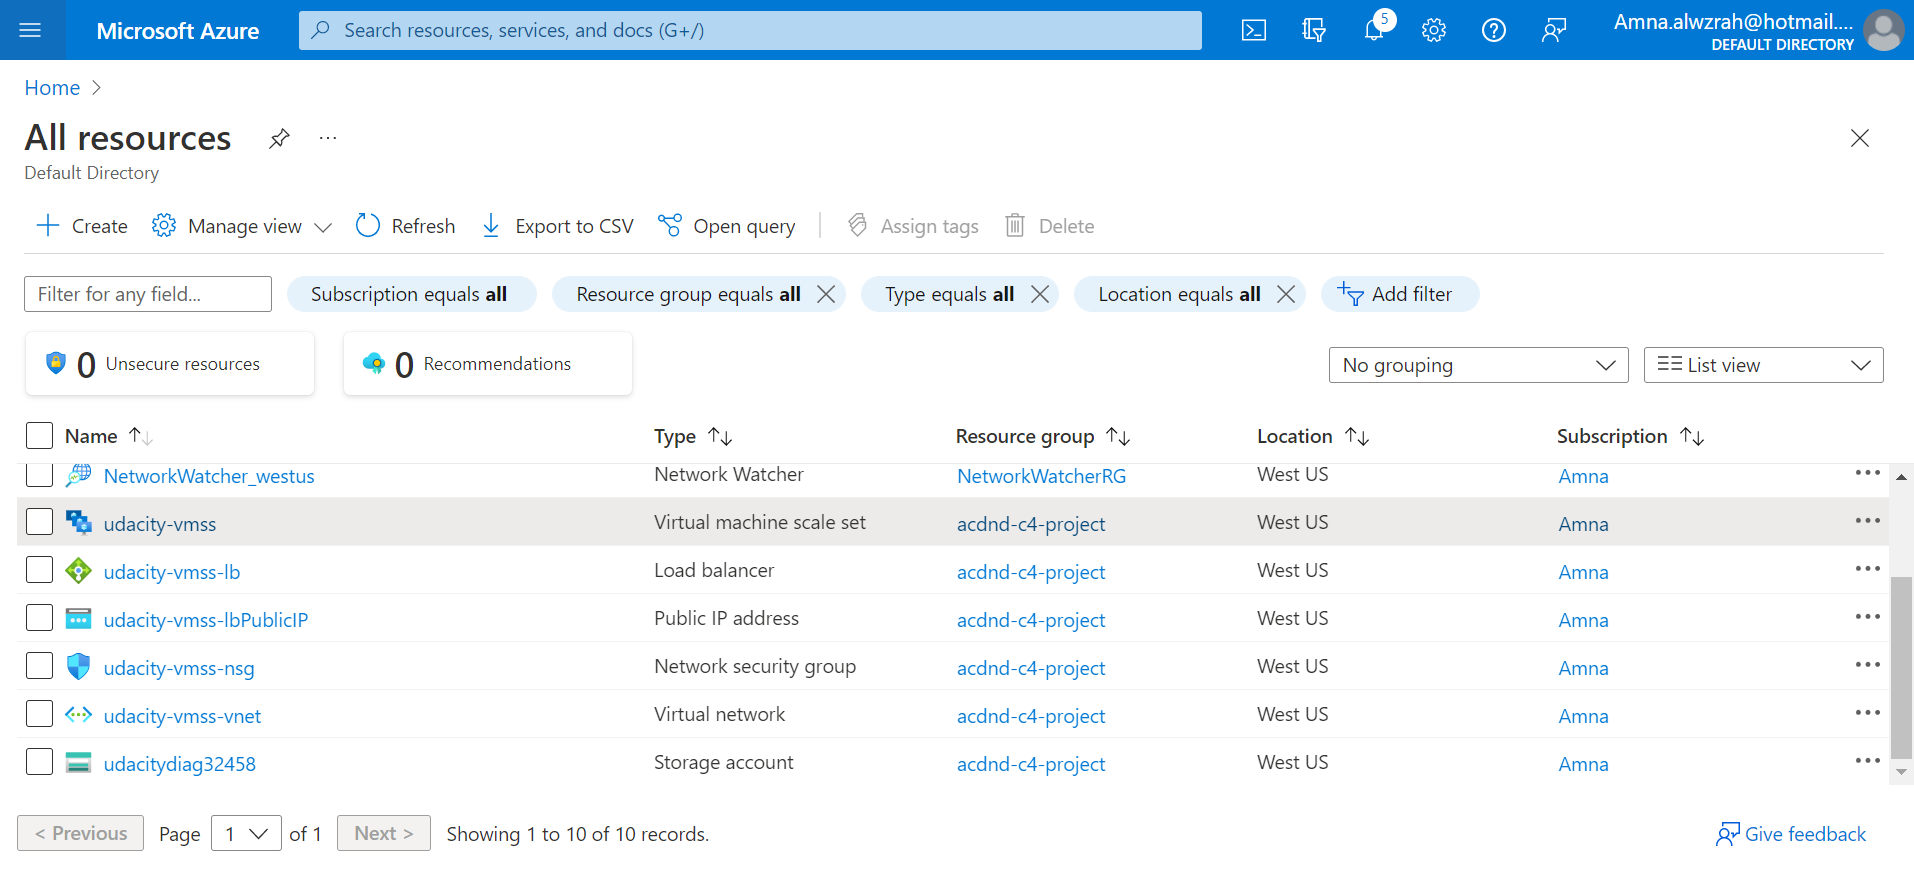 Microsoft Azure
Search resources, services, and docs (G+/)
5
Amna.alwzrah@hotmail....
DEFAULT DIRECTORY
Home >
All resources
...
Default Directory
Create
Manage view
Refresh
Export to CSV
Open query
Assign tags
Delete
Filter for any field...
Subscription equals all
Resource group equals all
Type equals all
Location equals all
Add filter
0 Unsecure resources
0 Recommendations
No grouping
List view
Name Type Resource group Location Subscription
NetworkWatcher_westus Network Watcher NetworkWatcherRG West US Amna
udacity-vmss Virtual machine scale set acdnd-c4-project West US Amna
udacity-vmss-lb Load balancer acdnd-c4-project West US Amna
udacity-vmss-lbPublicIP Public IP address acdnd-c4-project West US Amna
udacity-vmss-nsg Network security group acdnd-c4-project West US Amna
udacity-vmss-vnet Virtual network acdnd-c4-project West US Amna
udacitydiag32458 Storage account acdnd-c4-project West US Amna
< Previous Page 1 of 1 Next > Showing 1 to 10 of 10 records.
Give feedback